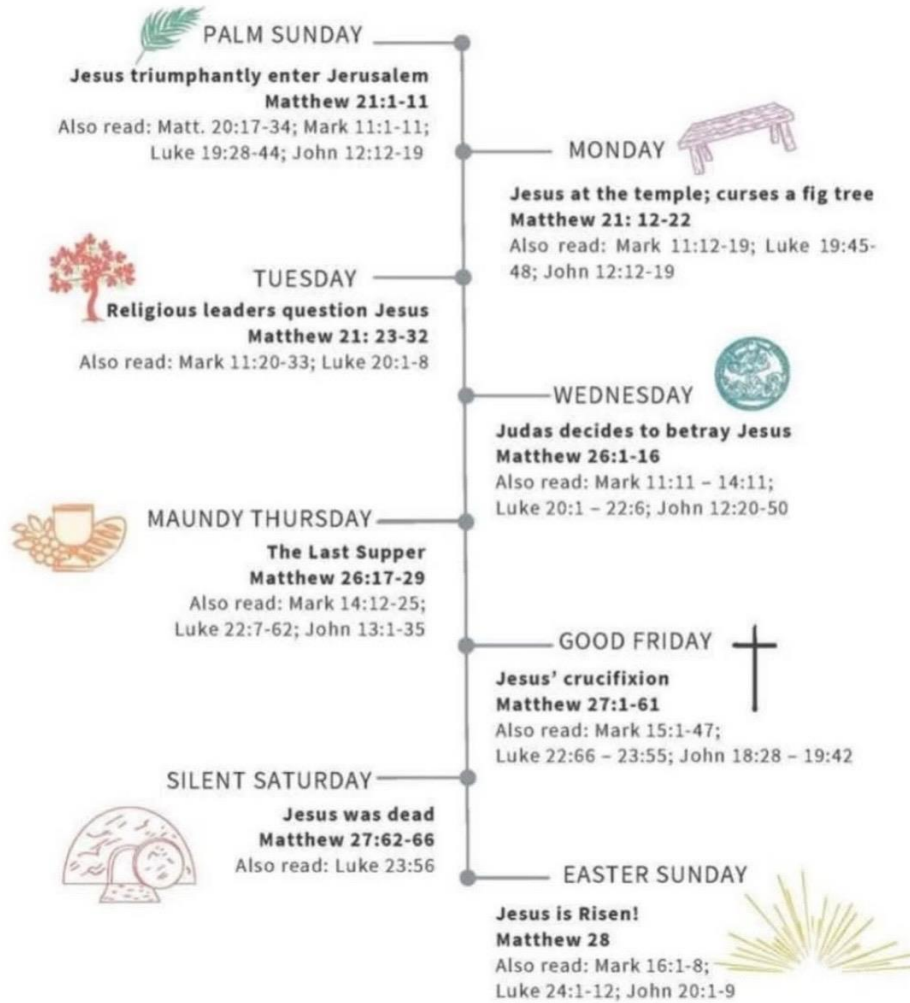 PALM SUNDAY
Jesus triumphantly enter Jerusalem
Matthew 21:1-11
Also read: Matt. 20:17-34; Mark 11:1-11;
Luke 19:28-44; John 12:12-19
MONDAY
Jesus at the temple; curses a fig tree
Matthew 21: 12-22
Also read: Mark 11:12-19; Luke 19:45-
48; John 12:12-19
TUESDAY
Religious leaders question Jesus
Matthew 21: 23-32
Also read: Mark 11:20-33; Luke 20:1-8
WEDNESDAY
Judas decides to betray Jesus
Matthew 26:1-16
Also read: Mark 11:11 – 14:11;
Luke 20:1 – 22:6; John 12:20-50
MAUNDY THURSDAY
The Last Supper
Matthew 26:17-29
Also read: Mark 14:12-25;
Luke 22:7-62; John 13:1-35
GOOD FRIDAY
Jesus’ crucifixion
Matthew 27:1-61
Also read: Mark 15:1-47;
Luke 22:66 – 23:55; John 18:28 – 19:42
SILENT SATURDAY
Jesus was dead
Matthew 27:62-66
Also read: Luke 23:56
EASTER SUNDAY
Jesus is Risen!
Matthew 28
Also read: Mark 16:1-8;
Luke 24:1-12; John 20:1-9